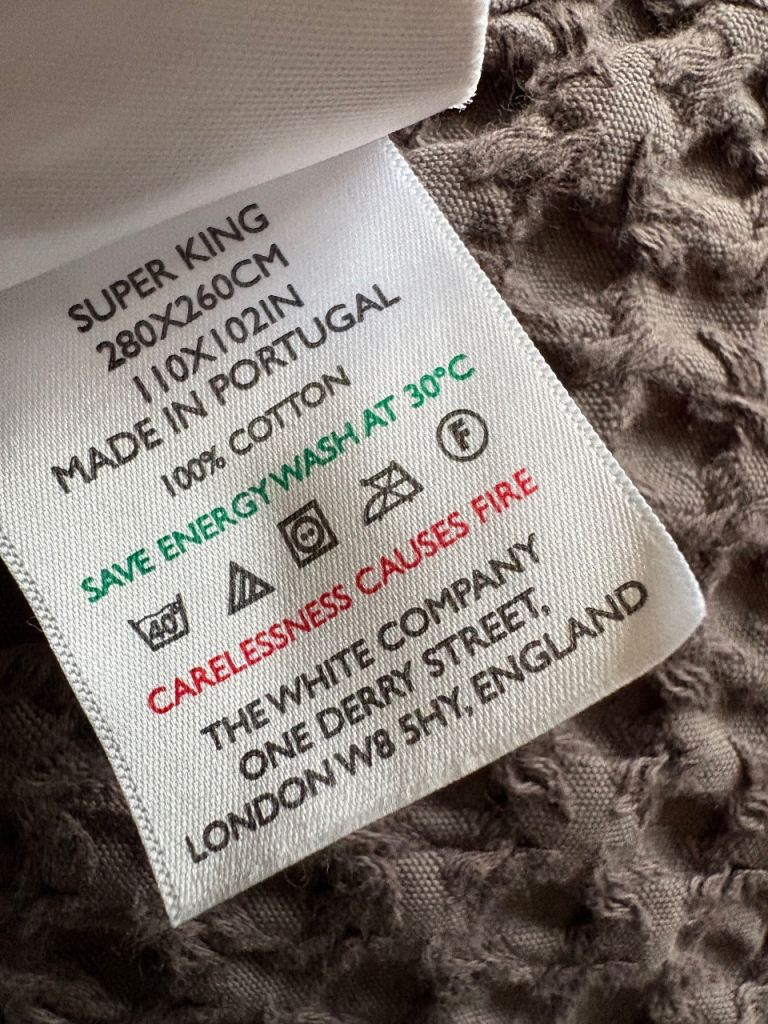 SUPER KING
280X260CM
110X102IN
MADE IN PORTUGAL
100% COTTON
SAVE ENERGY WASH AT 30°C
40° F
CARELESSNESS CAUSES FIRE
THE WHITE COMPANY
ONE DERRY STREET,
LONDON W8 5HY, ENGLAND